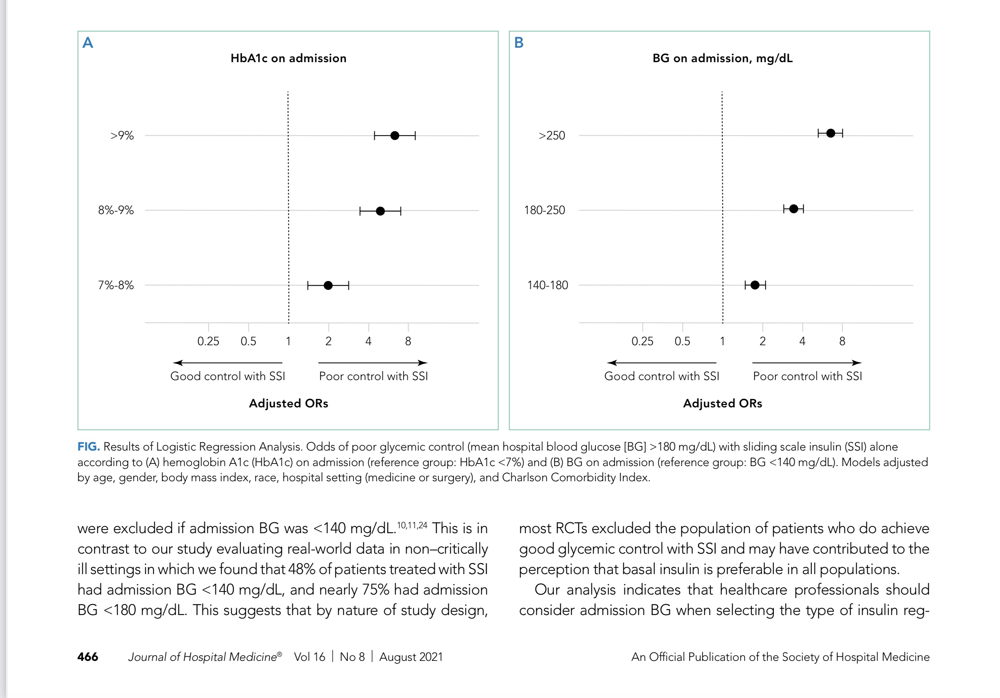 A
HbA1c on admission
>9%
8%-9%
7%-8%
0.25 0.5 1 2 4 8
Good control with SSI Poor control with SSI
Adjusted ORs
B
BG on admission, mg/dL
>250
180-250
140-180
0.25 0.5 1 2 4 8
Good control with SSI Poor control with SSI
Adjusted ORs
FIG. Results of Logistic Regression Analysis. Odds of poor glycemic control (mean hospital blood glucose [BG] >180 mg/dL) with sliding scale insulin (SSI) alone
according to (A) hemoglobin A1c (HbA1c) on admission (reference group: HbA1c <7%) and (B) BG on admission (reference group: BG <140 mg/dL). Models adjusted
by age, gender, body mass index, race, hospital setting (medicine or surgery), and Charlson Comorbidity Index.
were excluded if admission BG was <140 mg/dL.10,11,24 This is in
contrast to our study evaluating real-world data in non–critically
ill settings in which we found that 48% of patients treated with SSI
had admission BG <140 mg/dL, and nearly 75% had admission
BG <180 mg/dL. This suggests that by nature of study design,
most RCTs excluded the population of patients who do achieve
good glycemic control with SSI and may have contributed to the
perception that basal insulin is preferable in all populations.
Our analysis indicates that healthcare professionals should
consider admission BG when selecting the type of insulin reg-
466 Journal of Hospital Medicine® Vol 16 | No 8 | August 2021
An Official Publication of the Society of Hospital Medicine